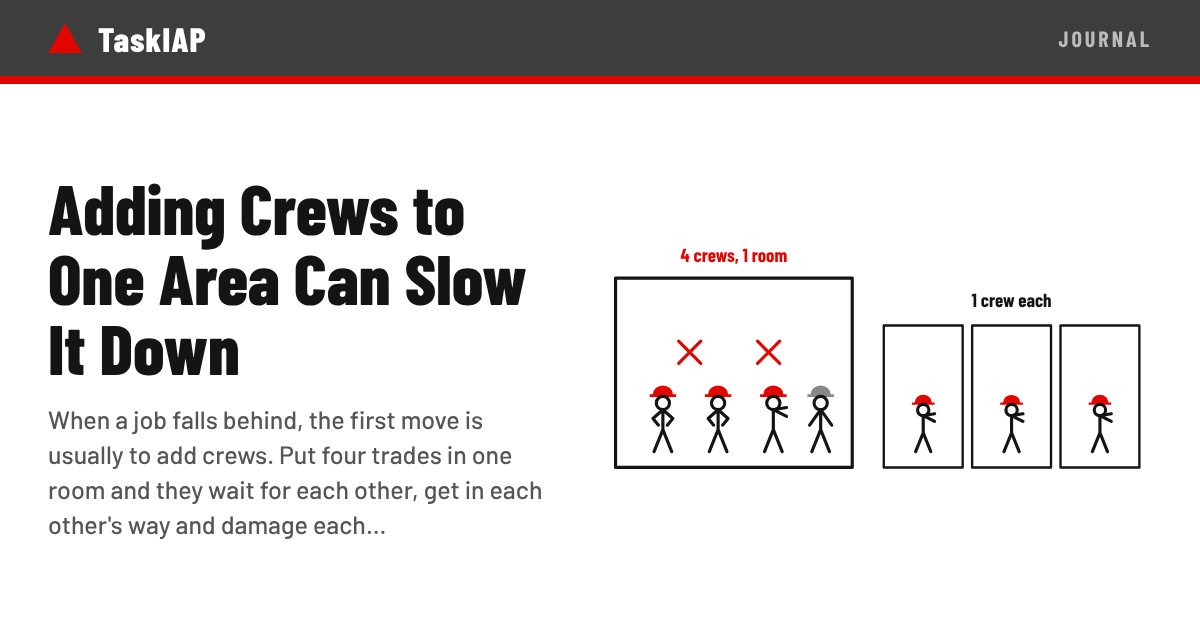 TaskIAP
JOURNAL
Adding Crews to
One Area Can Slow
It Down
When a job falls behind, the first move is
usually to add crews. Put four trades in one
room and they wait for each other, get in each
other's way and damage each...
4 crews, 1 room
1 crew each